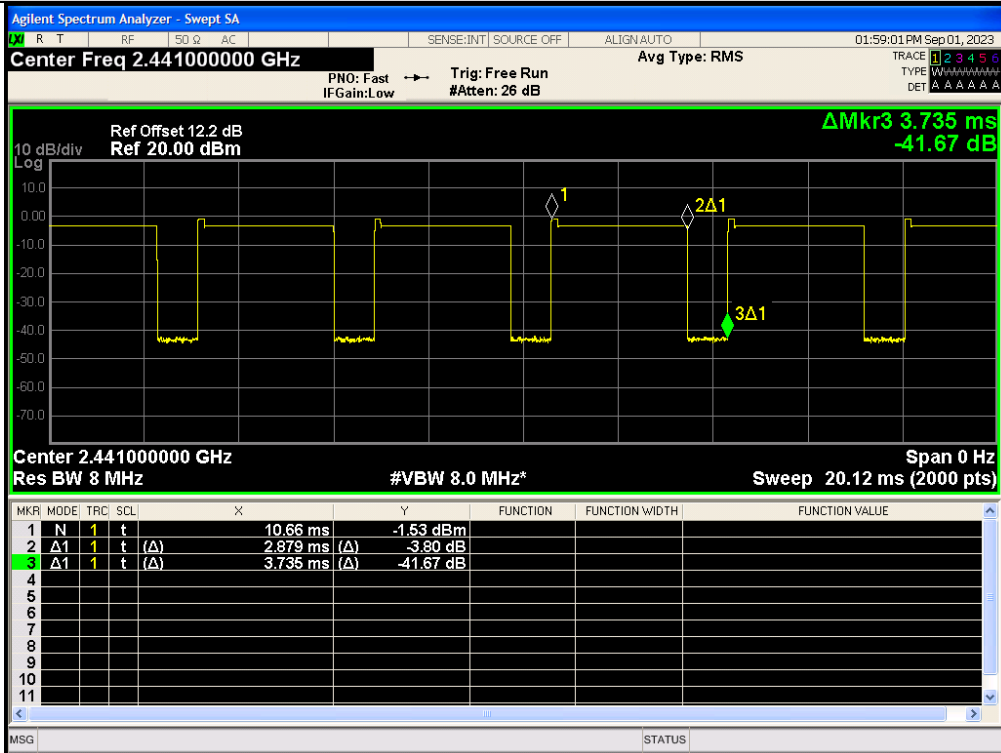 Agilent Spectrum Analyzer - Swept SA
LXI R T RF 50 Ω AC SENSE:INT SOURCE OFF ALIGN AUTO 01:59:01 PM Sep 01, 2023
Center Freq 2.441000000 GHz
Avg Type: RMS
TRACE 1 2 3 4 5 6
PNO: Fast
Trig: Free Run
TYPE W
IFGain:Low
#Atten: 26 dB
DET A A A A A A
ΔMkr3 3.735 ms
-41.67 dB
Ref Offset 12.2 dB
10 dB/div Ref 20.00 dBm
Log
10.0
0.00
-10.0
-20.0
-30.0
-40.0
-50.0
-60.0
-70.0
1
2Δ1
3Δ1
Center 2.441000000 GHz Span 0 Hz
Res BW 8 MHz #VBW 8.0 MHz* Sweep 20.12 ms (2000 pts)
MKR MODE TRC SCL X Y FUNCTION FUNCTION WIDTH FUNCTION VALUE
1 N 1 t 10.66 ms -1.53 dBm
2 Δ1 1 t (Δ) 2.879 ms (Δ) -3.80 dB
3 Δ1 1 t (Δ) 3.735 ms (Δ) -41.67 dB
4
5
6
7
8
9
10
11
MSG STATUS